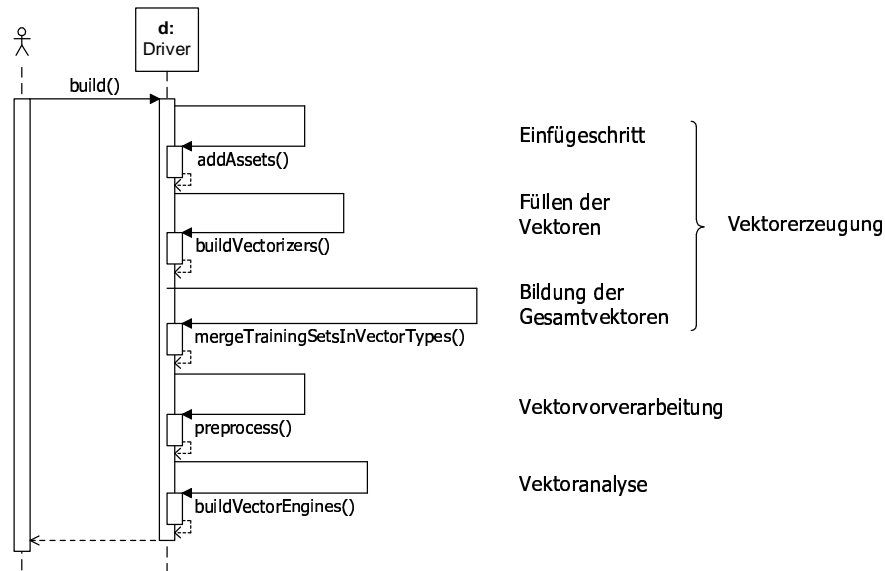 d:
Driver
build()
addAssets()
Einfügeschritt
buildVectorizers()
Füllen der
Vektoren
Vektorerzeugung
mergeTrainingSetsInVectorTypes()
Bildung der
Gesamtvektoren
preprocess()
Vektorvorverarbeitung
buildVectorEngines()
Vektoranalyse